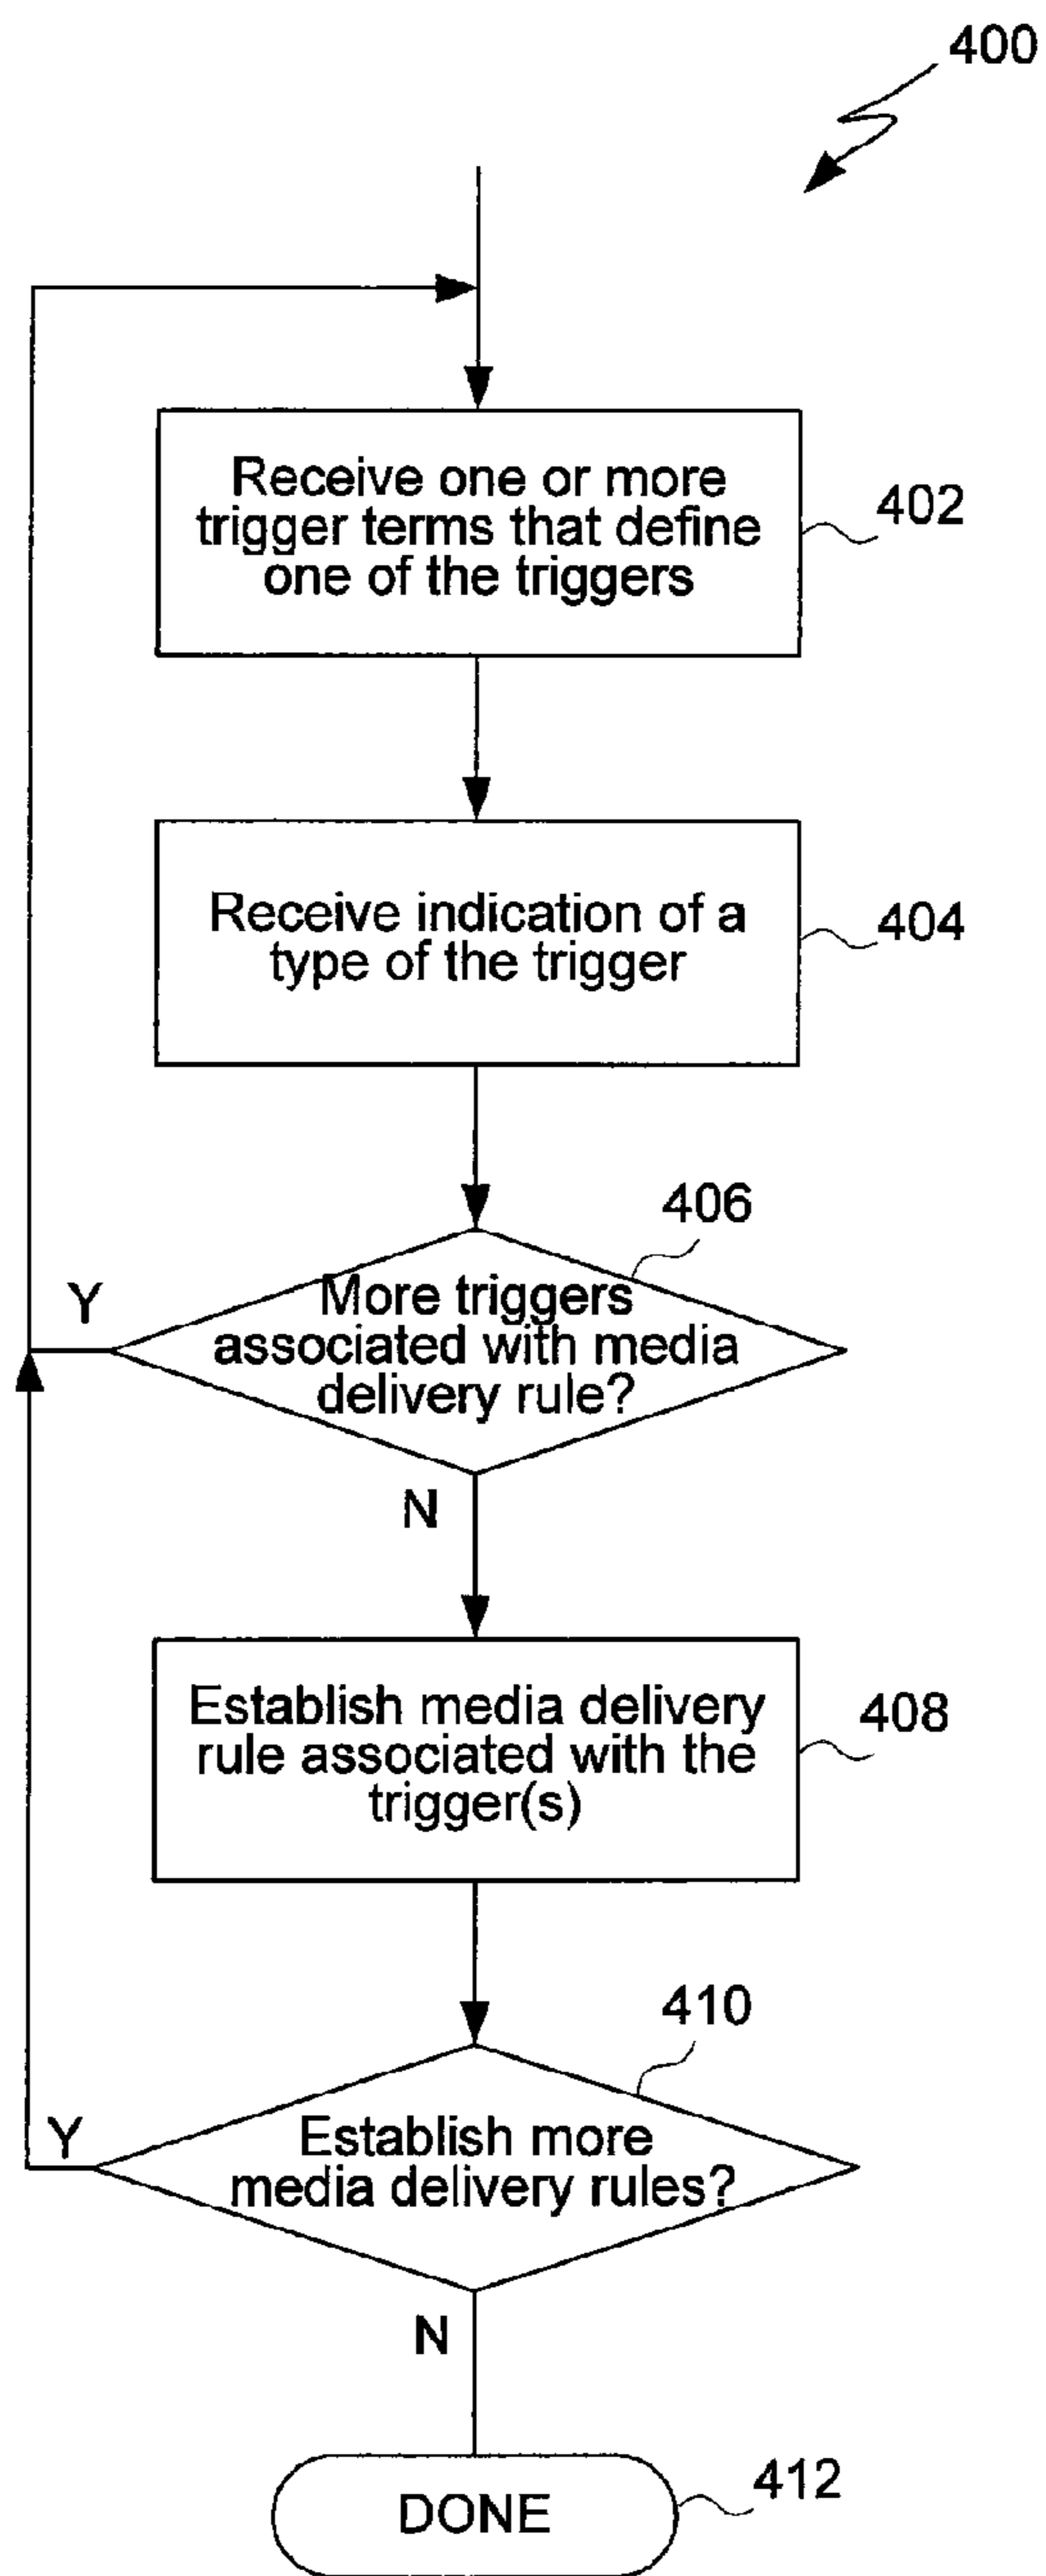 400
Receive one or more
trigger terms that define
one of the triggers
402
Receive indication of a
type of the trigger
404
406
More triggers
associated with media
delivery rule?
Y
N
Establish media delivery
rule associated with the
trigger(s)
408
410
Establish more
media delivery rules?
Y
N
DONE
412